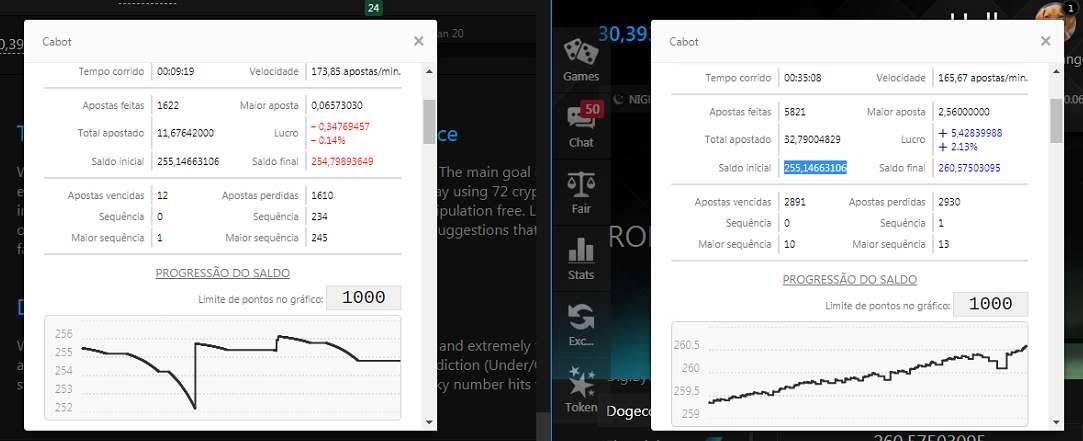 24
an 20
0,39
Cabot ×
Tempo corrido 00:09:19 Velocidade 173,85 apostas/min.
Apostas feitas 1622 Maior aposta 0,06573030
Total apostado 11,67642000 Lucro − 0,34769457
− 0.14%
Saldo inicial 255,14663106 Saldo final 254,79893649
Apostas vencidas 12 Apostas perdidas 1610
Sequência 0 Sequência 234
Maior sequência 1 Maior sequência 245
PROGRESSÃO DO SALDO
Limite de pontos no gráfico: 1000
256
255
254
253
252
ce
The main goal
ay using 72 cryp
ipulation free. L
uggestions that
and extremely
diction (Under/
ky number hits
30,393
1
Games
NIG
50
Chat
Fair
ROI
Stats
Exc...
Token
Dogeco
Cabot ×
Tempo corrido 00:35:08 Velocidade 165,67 apostas/min.
Apostas feitas 5821 Maior aposta 2,56000000
Total apostado 32,79004829 Lucro + 5,42839988
+ 2.13%
Saldo inicial 255,14663106 Saldo final 260,57503095
Apostas vencidas 2891 Apostas perdidas 2930
Sequência 0 Sequência 1
Maior sequência 10 Maior sequência 13
PROGRESSÃO DO SALDO
Limite de pontos no gráfico: 1000
260.5
260
259.5
259
ange
0.06
260,57503095